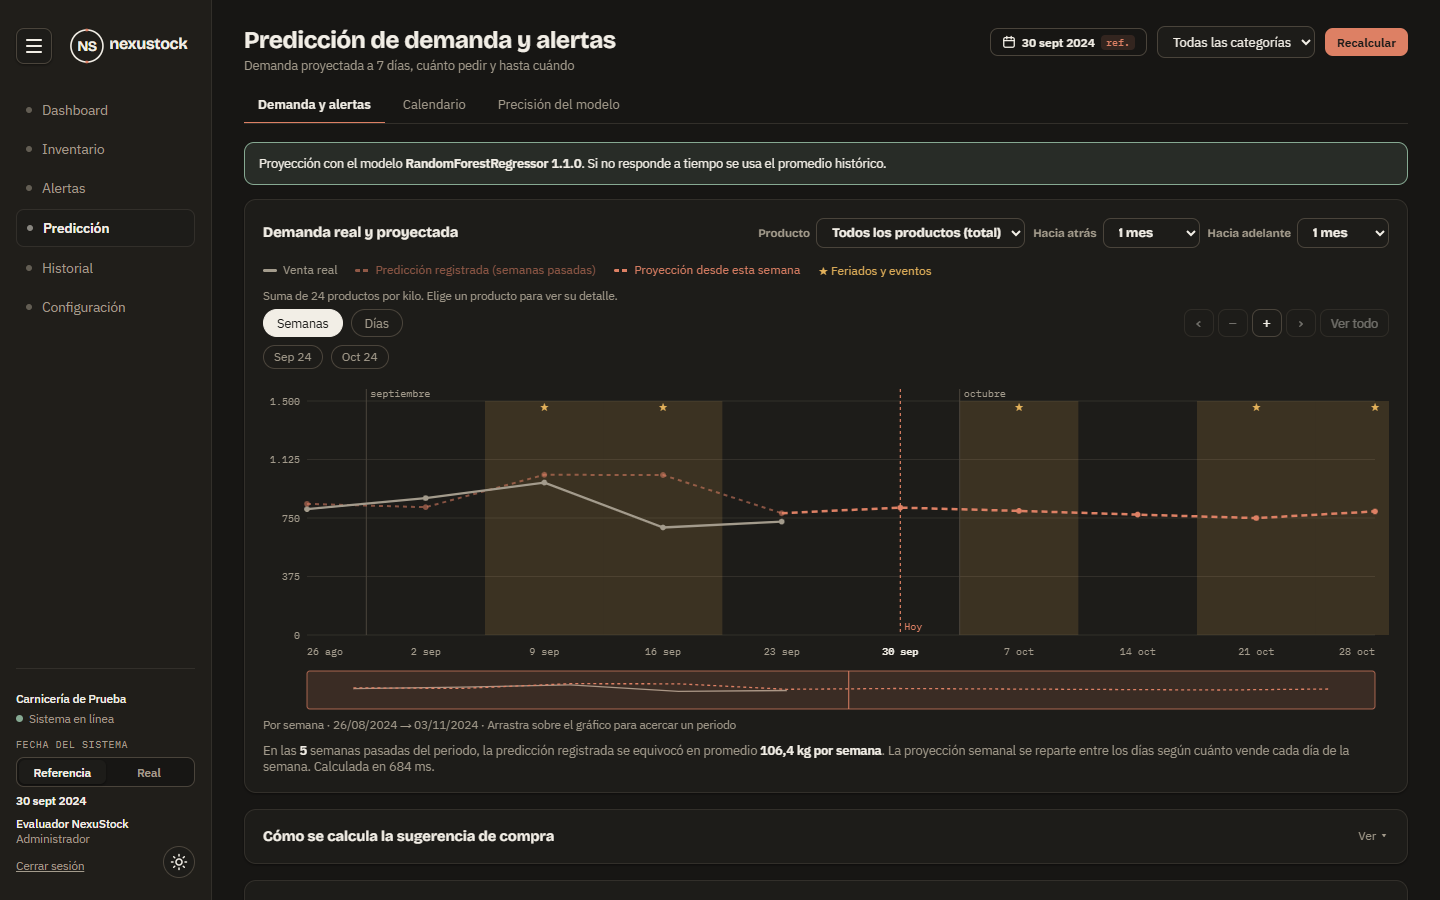 NS nexustock
Dashboard
Inventario
Alertas
Predicción
Historial
Configuración
Carnicería de Prueba
Sistema en línea
FECHA DEL SISTEMA
Referencia Real
30 sept 2024
Evaluador NexuStock
Administrador
Cerrar sesión
Predicción de demanda y alertas
Demanda proyectada a 7 días, cuánto pedir y hasta cuándo
30 sept 2024 ref. Todas las categorías Recalcular
Demanda y alertas Calendario Precisión del modelo
Proyección con el modelo RandomForestRegressor 1.1.0. Si no responde a tiempo se usa el promedio histórico.
Demanda real y proyectada
Producto Todos los productos (total) Hacia atrás 1 mes Hacia adelante 1 mes
Venta real Predicción registrada (semanas pasadas) Proyección desde esta semana ★ Feriados y eventos
Suma de 24 productos por kilo. Elige un producto para ver su detalle.
Semanas Días
‹ − + › Ver todo
Sep 24 Oct 24
septiembre octubre
1.500
1.125
750
375
0
Hoy
26 ago 2 sep 9 sep 16 sep 23 sep 30 sep 7 oct 14 oct 21 oct 28 oct
Por semana · 26/08/2024 → 03/11/2024 · Arrastra sobre el gráfico para acercar un periodo
En las 5 semanas pasadas del periodo, la predicción registrada se equivocó en promedio 106,4 kg por semana. La proyección semanal se reparte entre los días según cuánto vende cada día de la
semana. Calculada en 684 ms.
Cómo se calcula la sugerencia de compra
Ver